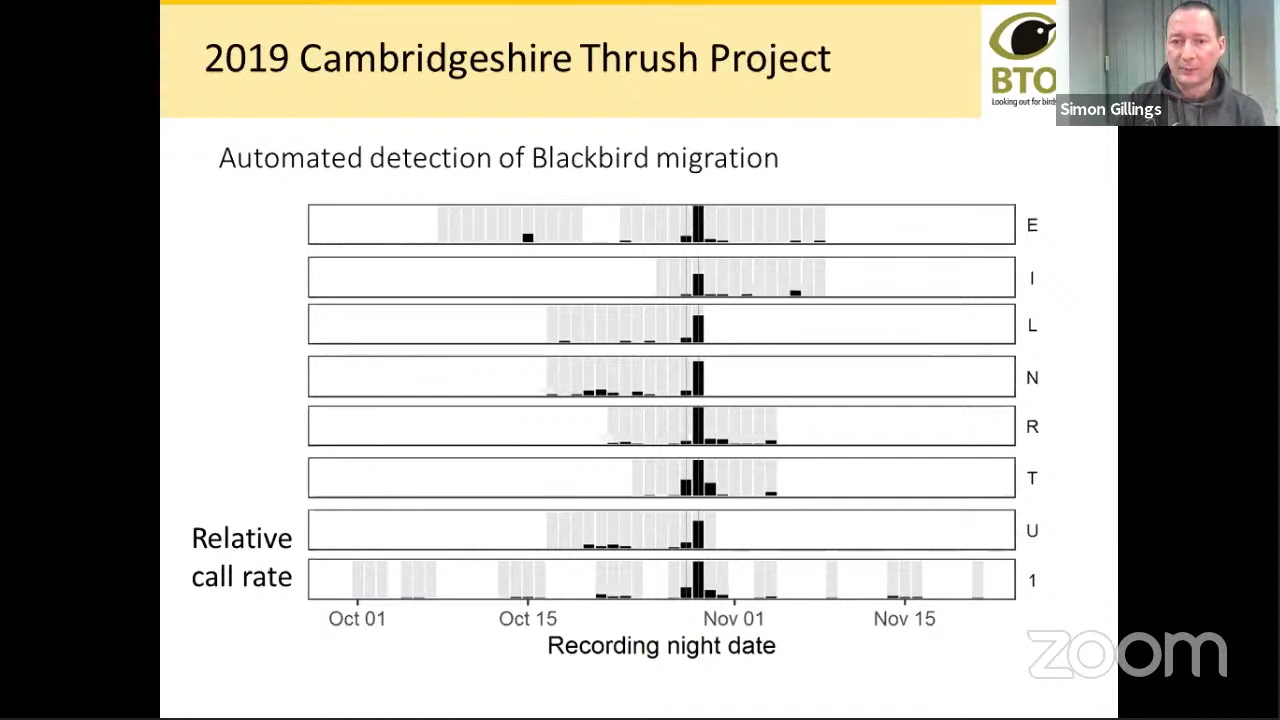 2019 Cambridgeshire Thrush Project
BTO
Looking out for birds
Simon Gillings
Automated detection of Blackbird migration
E
I
L
N
R
T
U
1
Relative
call rate
Oct 01
Oct 15
Nov 01
Nov 15
Recording night date
zoom